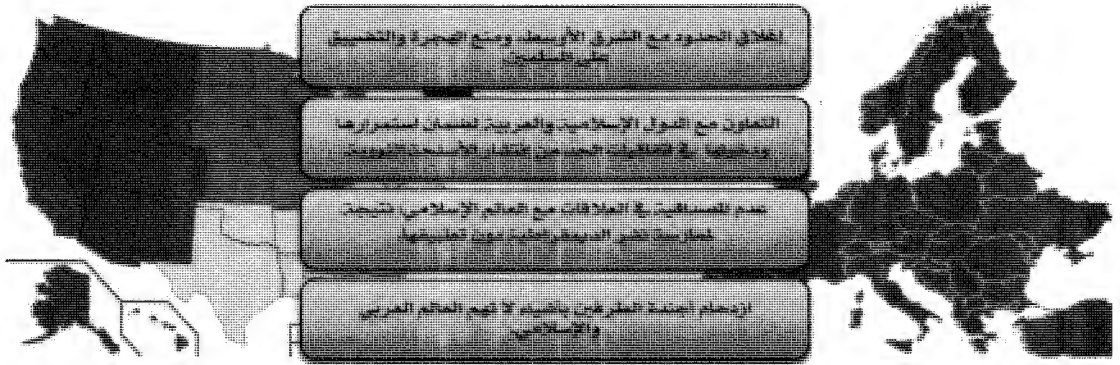 إغلاق الحدود مع الشرق الأوسط، ومنع الهجرة والتضييق
على المسلمين.
التعاون مع الدول الإسلامية والعربية لضمان استمرارها
ودخولها في اتفاقيات الحد من انتشار الأسلحة النووية.
عدم المصداقية في العلاقات مع العالم الإسلامي؛ نتيجة
لممارسة نشر الديمقراطية دون تطبيقها
ازدحام أجندة الطرفين بأشياء لا تهم العالم العربي
والإسلامي.